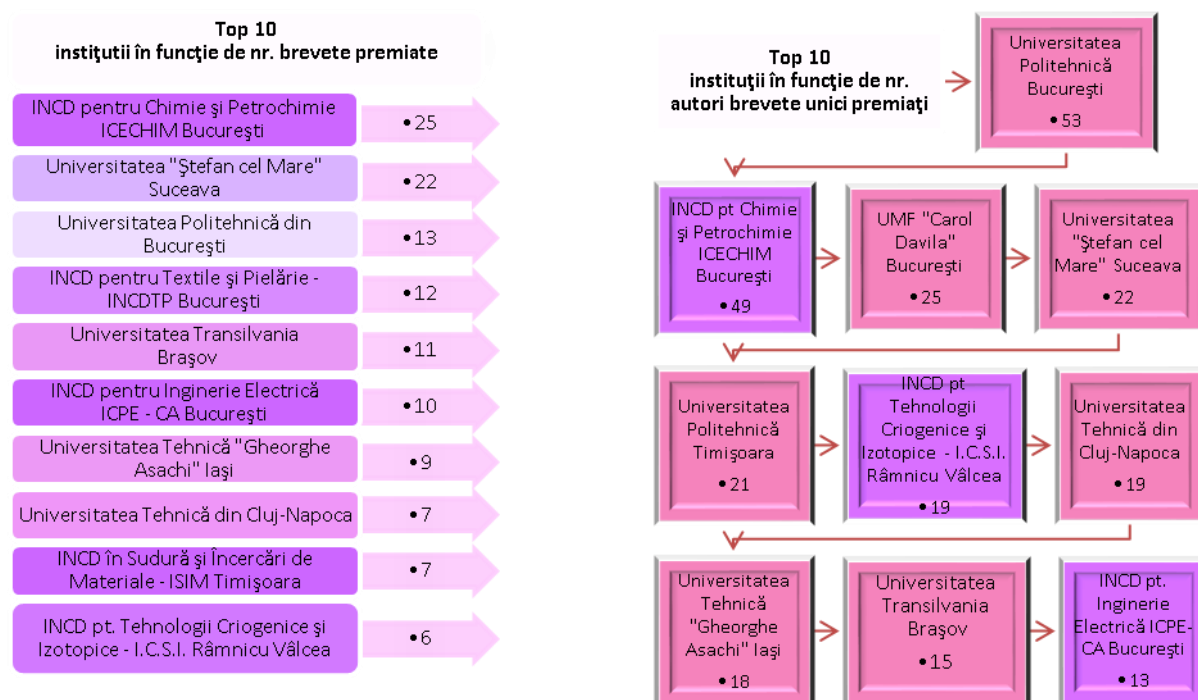 Top 10
instiţutii în funcţie de nr. brevete premiate
INCD pentru Chimie şi Petrochimie
ICECHIM Bucureşti
•25
Universitatea "Ştefan cel Mare"
Suceava
•22
Universitatea Politehnică din
Bucureşti
•13
INCD pentru Textile şi Pielărie -
INCDTP Bucureşti
•12
Universitatea Transilvania
Braşov
•11
INCD pentru Inginerie Electrică
ICPE - CA Bucureşti
•10
Universitatea Tehnică "Gheorghe
Asachi" Iaşi
•9
Universitatea Tehnică din Cluj-Napoca
•7
INCD în Sudură şi Încercări de
Materiale - ISIM Timişoara
•7
INCD pt. Tehnologii Criogenice şi
Izotopice - I.C.S.I. Râmnicu Vâlcea
•6
Top 10
instituţii în funcţie de nr.
autori brevete unici premiaţi
Universitatea
Politehnică
Bucureşti
•53
INCD pt Chimie
şi Petrochimie
ICECHIM
Bucureşti
•49
UMF "Carol
Davila"
Bucureşti
•25
Universitatea
"Ştefan cel
Mare" Suceava
•22
Universitatea
Politehnică
Timişoara
•21
INCD pt
Tehnologii
Criogenice şi
Izotopice - I.C.S.I.
Râmnicu Vâlcea
•19
Universitatea
Tehnică din
Cluj-Napoca
•19
Universitatea
Tehnică
"Gheorghe
Asachi" Iaşi
•18
Universitatea
Transilvania
Braşov
•15
INCD pt.
Inginerie
Electrică ICPE-
CA Bucureşti
•13